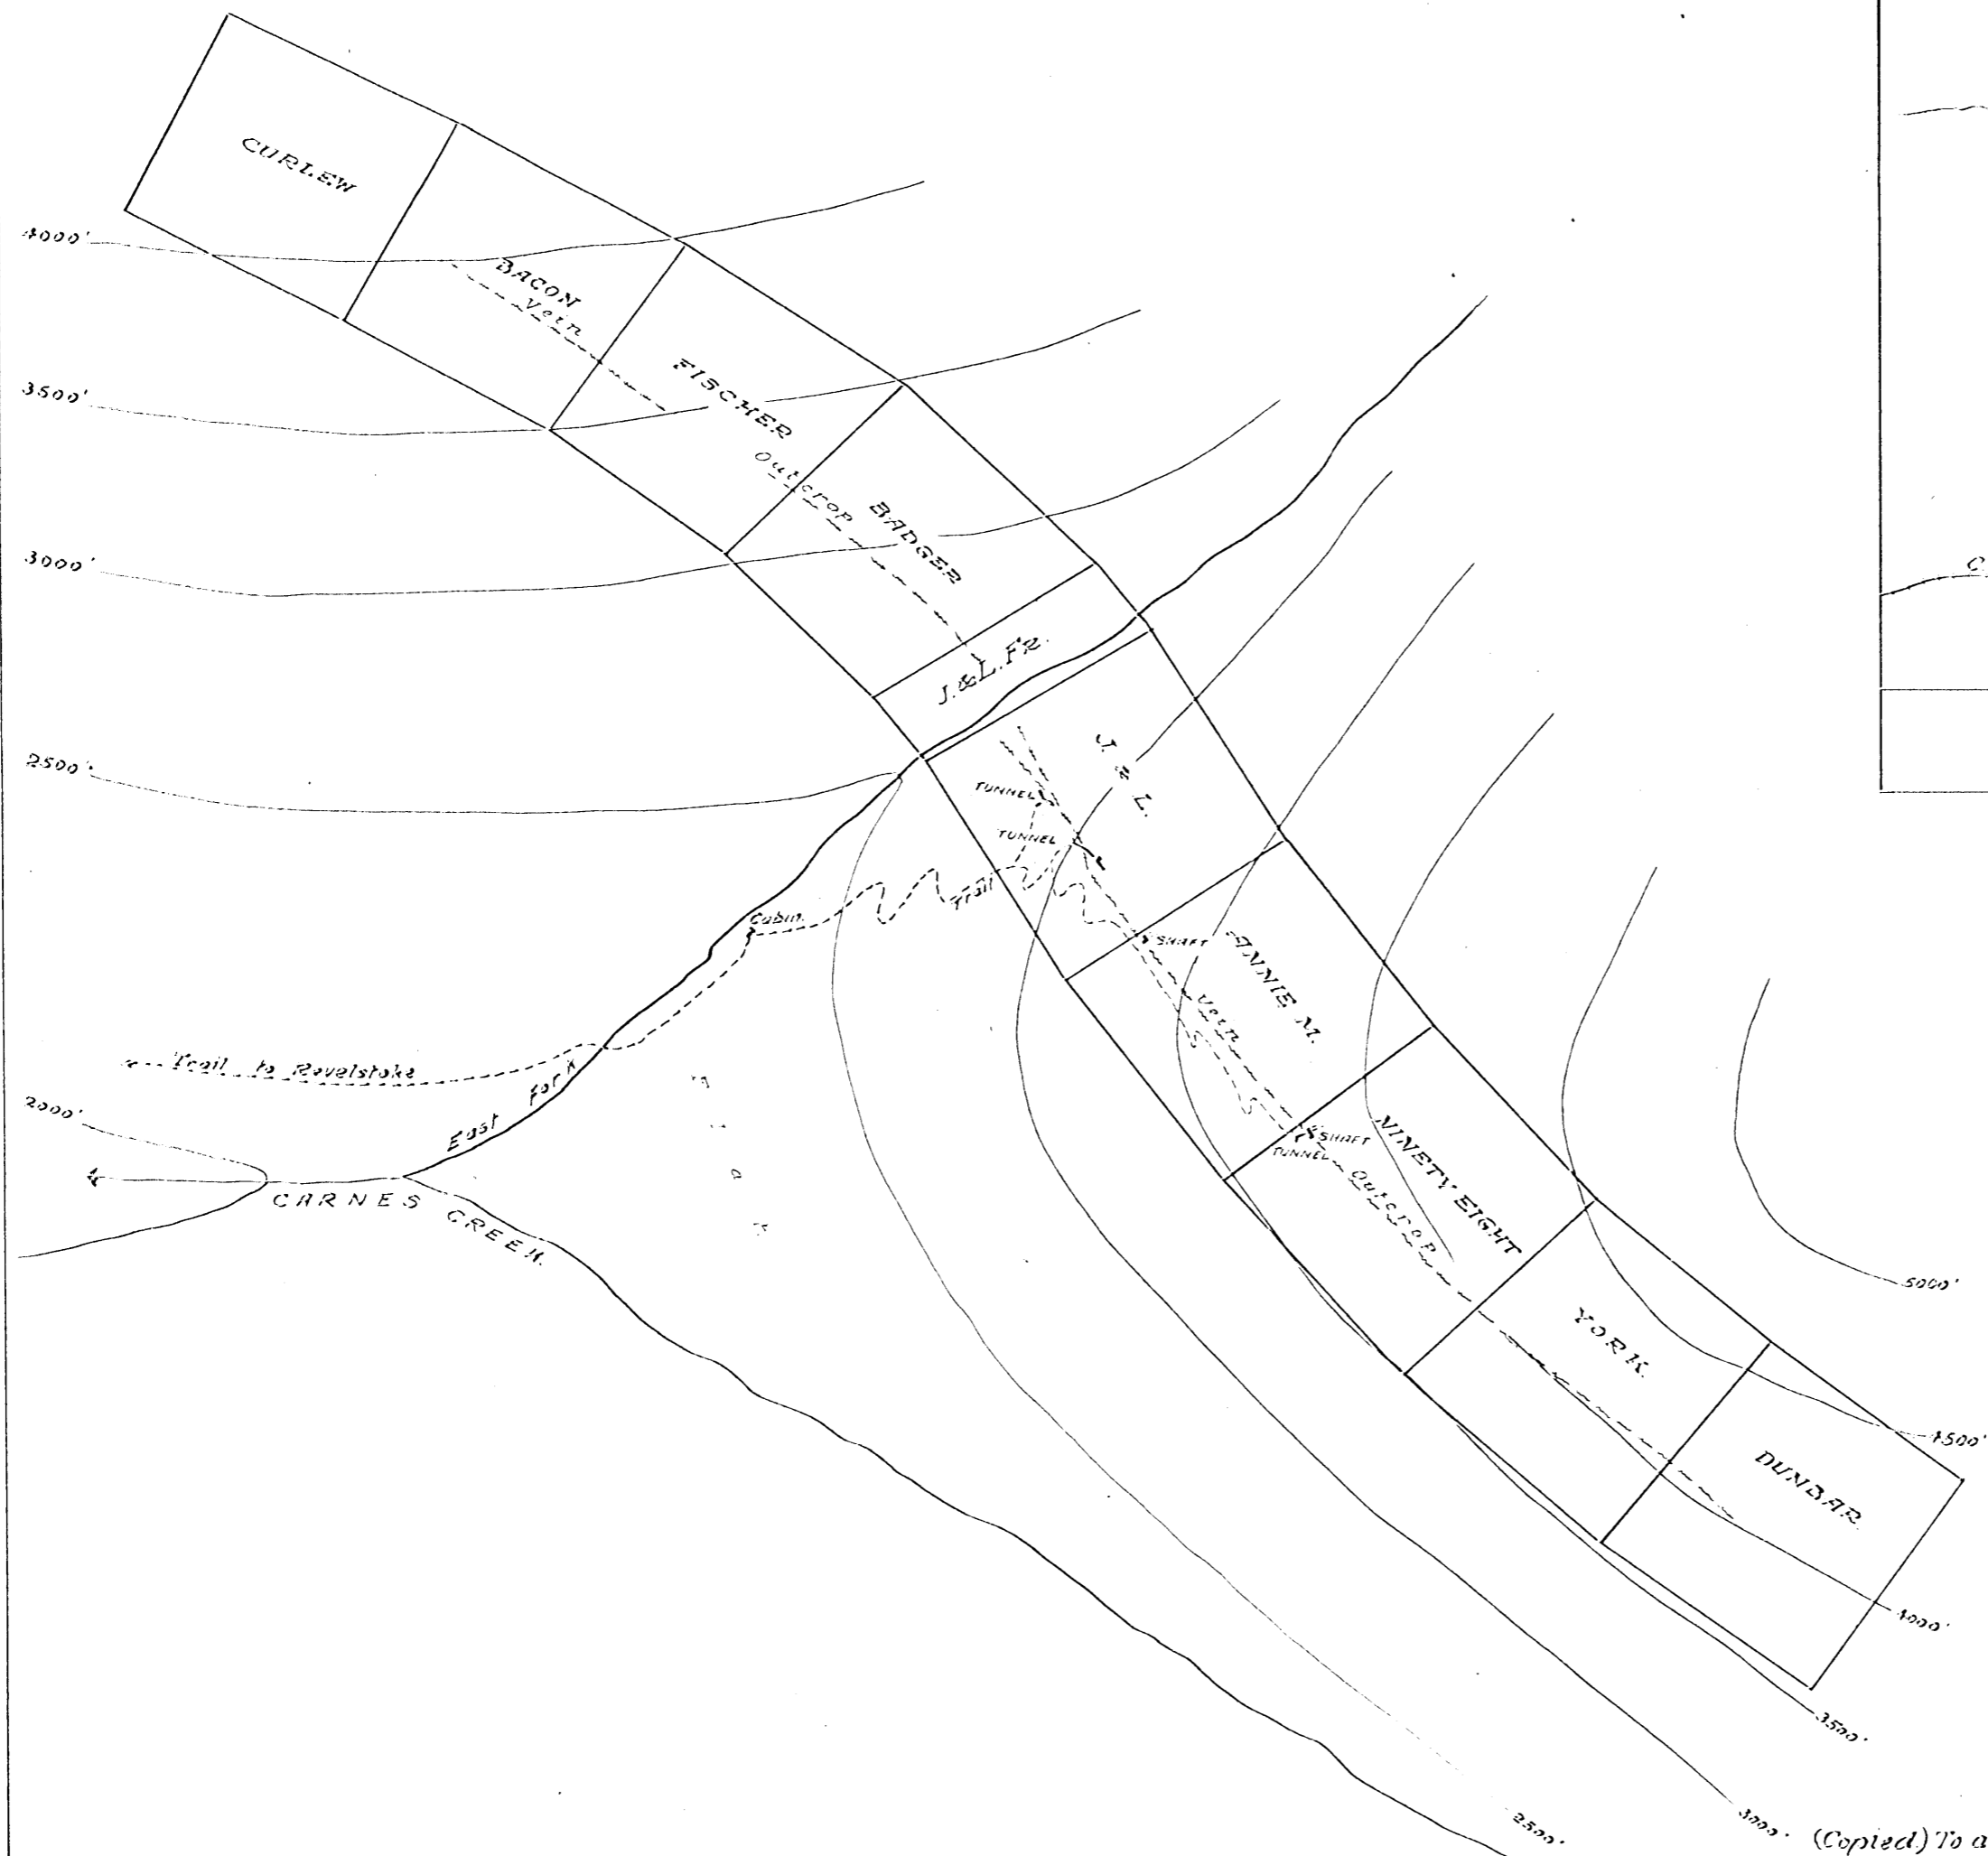 CURLEW
4000'
BACON
Vein
3500'
FISCHER
Outcrop
BADGER
3000'
C.
J. & L. Fr.
2500'
J. & L.
TUNNEL
TUNNEL
Trail
Cabin.
SHAFT
ANNIE M.
Vein
Trail to Revelstoke
East fork
2000'
SHAFT
TUNNEL
NINETY EIGHT
Outcrop
CARNES CREEK.
5000'
YORK.
4500'
DUNBAR.
4000'
3500'
3000'
2500'
(Copied) To a